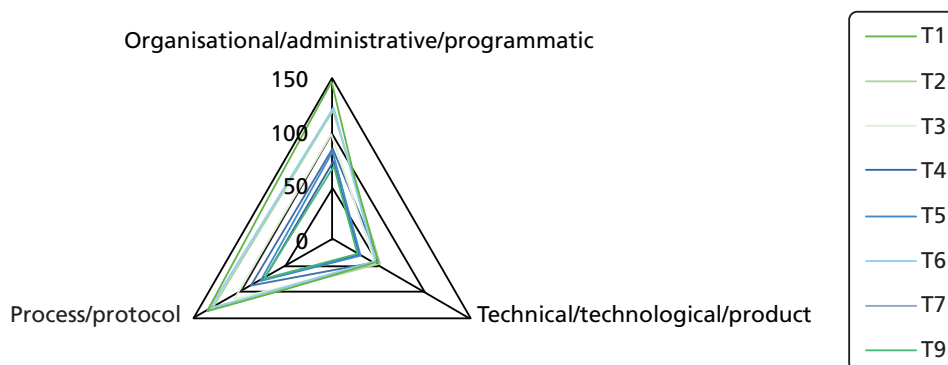 Organisational/administrative/programmatic
150
100
50
0
Process/protocol
Technical/technological/product
T1
T2
T3
T4
T5
T6
T7
T9